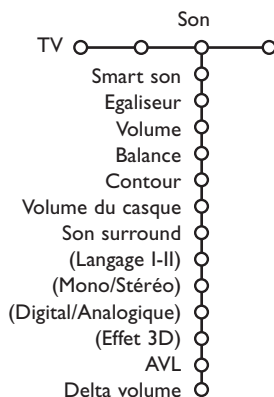 Son
TV
Smart son
Egaliseur
Volume
Balance
Contour
Volume du casque
Son surround
(Langage I-II)
(Mono/Stéréo)
(Digital/Analogique)
(Effet 3D)
AVL
Delta volume